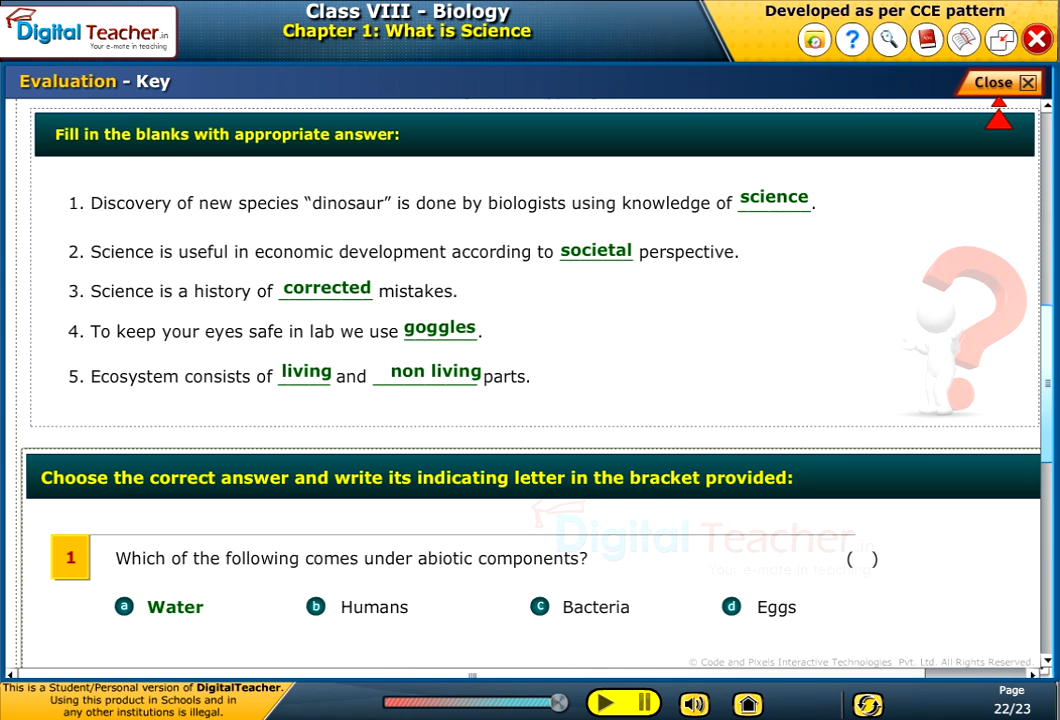 Digital Teacher.in
Your e-mate in teaching
Class VIII - Biology
Chapter 1: What is Science
Developed as per CCE pattern
?
Evaluation - Key
Close
Fill in the blanks with appropriate answer:
1. Discovery of new species “dinosaur” is done by biologists using knowledge of science.
2. Science is useful in economic development according to societal perspective.
3. Science is a history of corrected mistakes.
4. To keep your eyes safe in lab we use goggles.
5. Ecosystem consists of living and non living parts.
Choose the correct answer and write its indicating letter in the bracket provided:
Digital Teacher.in
Your e-mate in teaching
1 Which of the following comes under abiotic components? ( )
a Water b Humans c Bacteria d Eggs
© Code and Pixels Interactive Technologies Pvt. Ltd. All Rights Reserved.
This is a Student/Personal version of DigitalTeacher.
Using this product in Schools and in
any other institutions is illegal.
Page
22/23